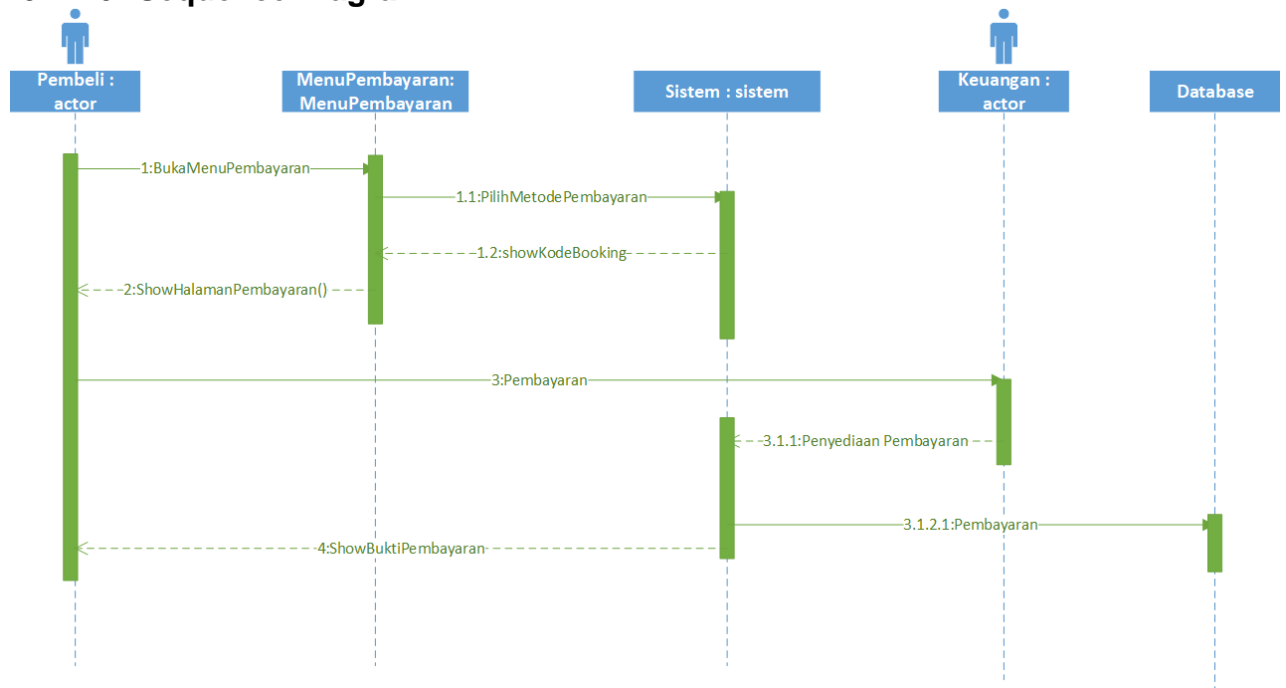 Pembeli :
actor
MenuPembayaran:
MenuPembayaran
Sistem : sistem
Keuangan :
actor
Database
1:BukaMenuPembayaran
1.1:PilihMetodePembayaran
1.2:showKodeBooking
2:ShowHalamanPembayaran()
3:Pembayaran
3.1.1:Penyediaan Pembayaran
3.1.2.1:Pembayaran
4:ShowBuktiPembayaran